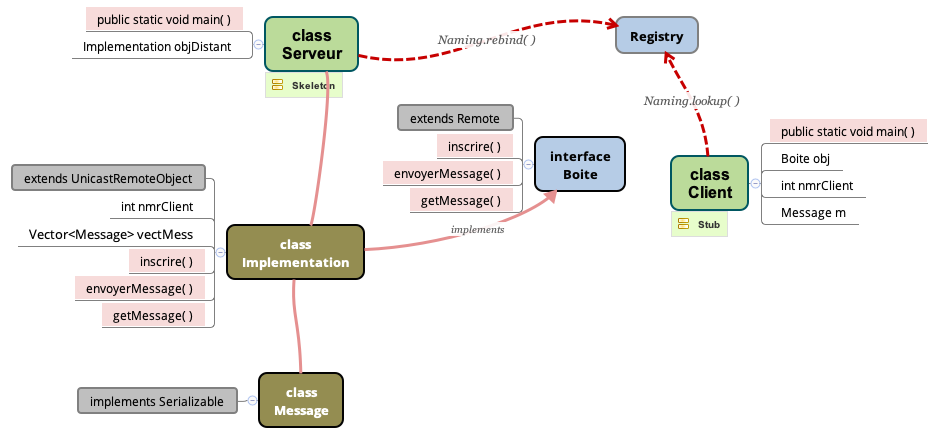 public static void main( )
Implementation objDistant
class
Serveur
Skeleton
Naming.rebind( )
Registry
Naming.lookup( )
extends Remote
inscrire( )
envoyerMessage( )
getMessage( )
interface
Boite
class
Client
Stub
public static void main( )
Boite obj
int nmrClient
Message m
extends UnicastRemoteObject
int nmrClient
Vector<Message> vectMess
inscrire( )
envoyerMessage( )
getMessage( )
class
Implementation
implements
implements Serializable
class
Message